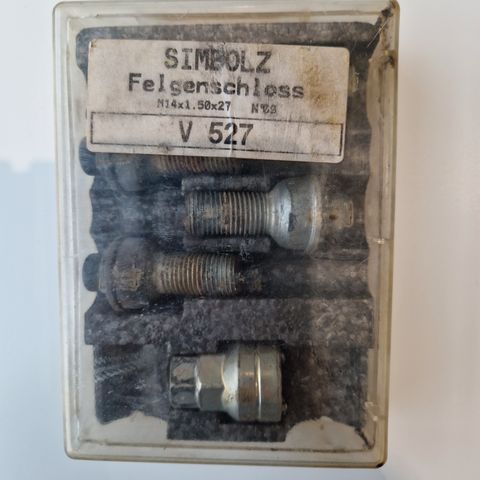 SIMBOLZ
Felgenschloss
M14x1.50x27
V 527